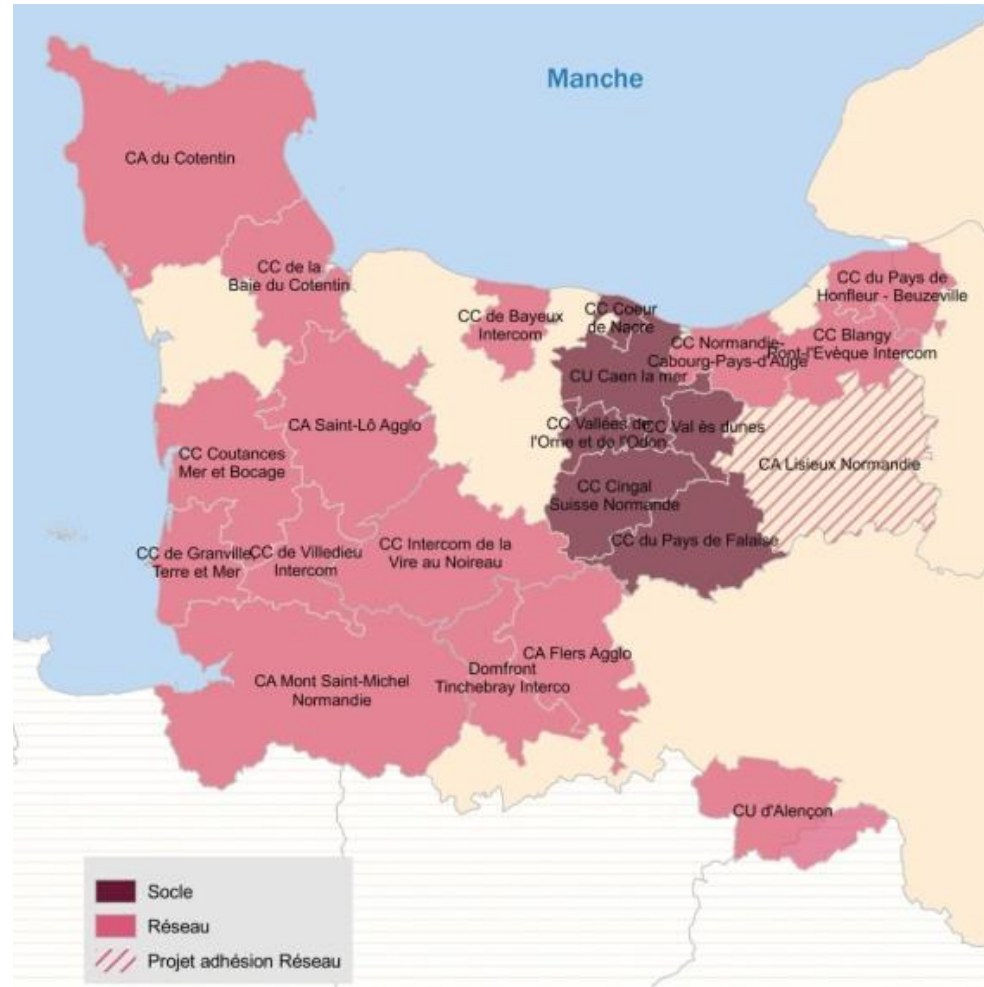 Manche
CA du Cotentin
CC de la
Baie du Cotentin
CC du Pays de
Honfleur - Beuzeville
CC de Bayeux
Intercom
CC Coeur
de Nacre
CC Normandie-
Cabourg-Pays-d'Auge
CC Blangy
Pont-l'Evèque Intercom
CU Caen la mer
CA Saint-Lô Agglo
CC Vallées de
l'Orne et de l'Odon
CC Val ès dunes
CC Coutances
Mer et Bocage
CA Lisieux Normandie
CC Cingal
Suisse Normande
CC de Granville,
Terre et Mer
CC de Villedieu
Intercom
CC Intercom de la
Vire au Noireau
CC du Pays de Falaise
CA Flers Agglo
Domfront
Tinchebray Interco
CA Mont Saint-Michel
Normandie
CU d'Alençon
Socle
Réseau
Projet adhésion Réseau